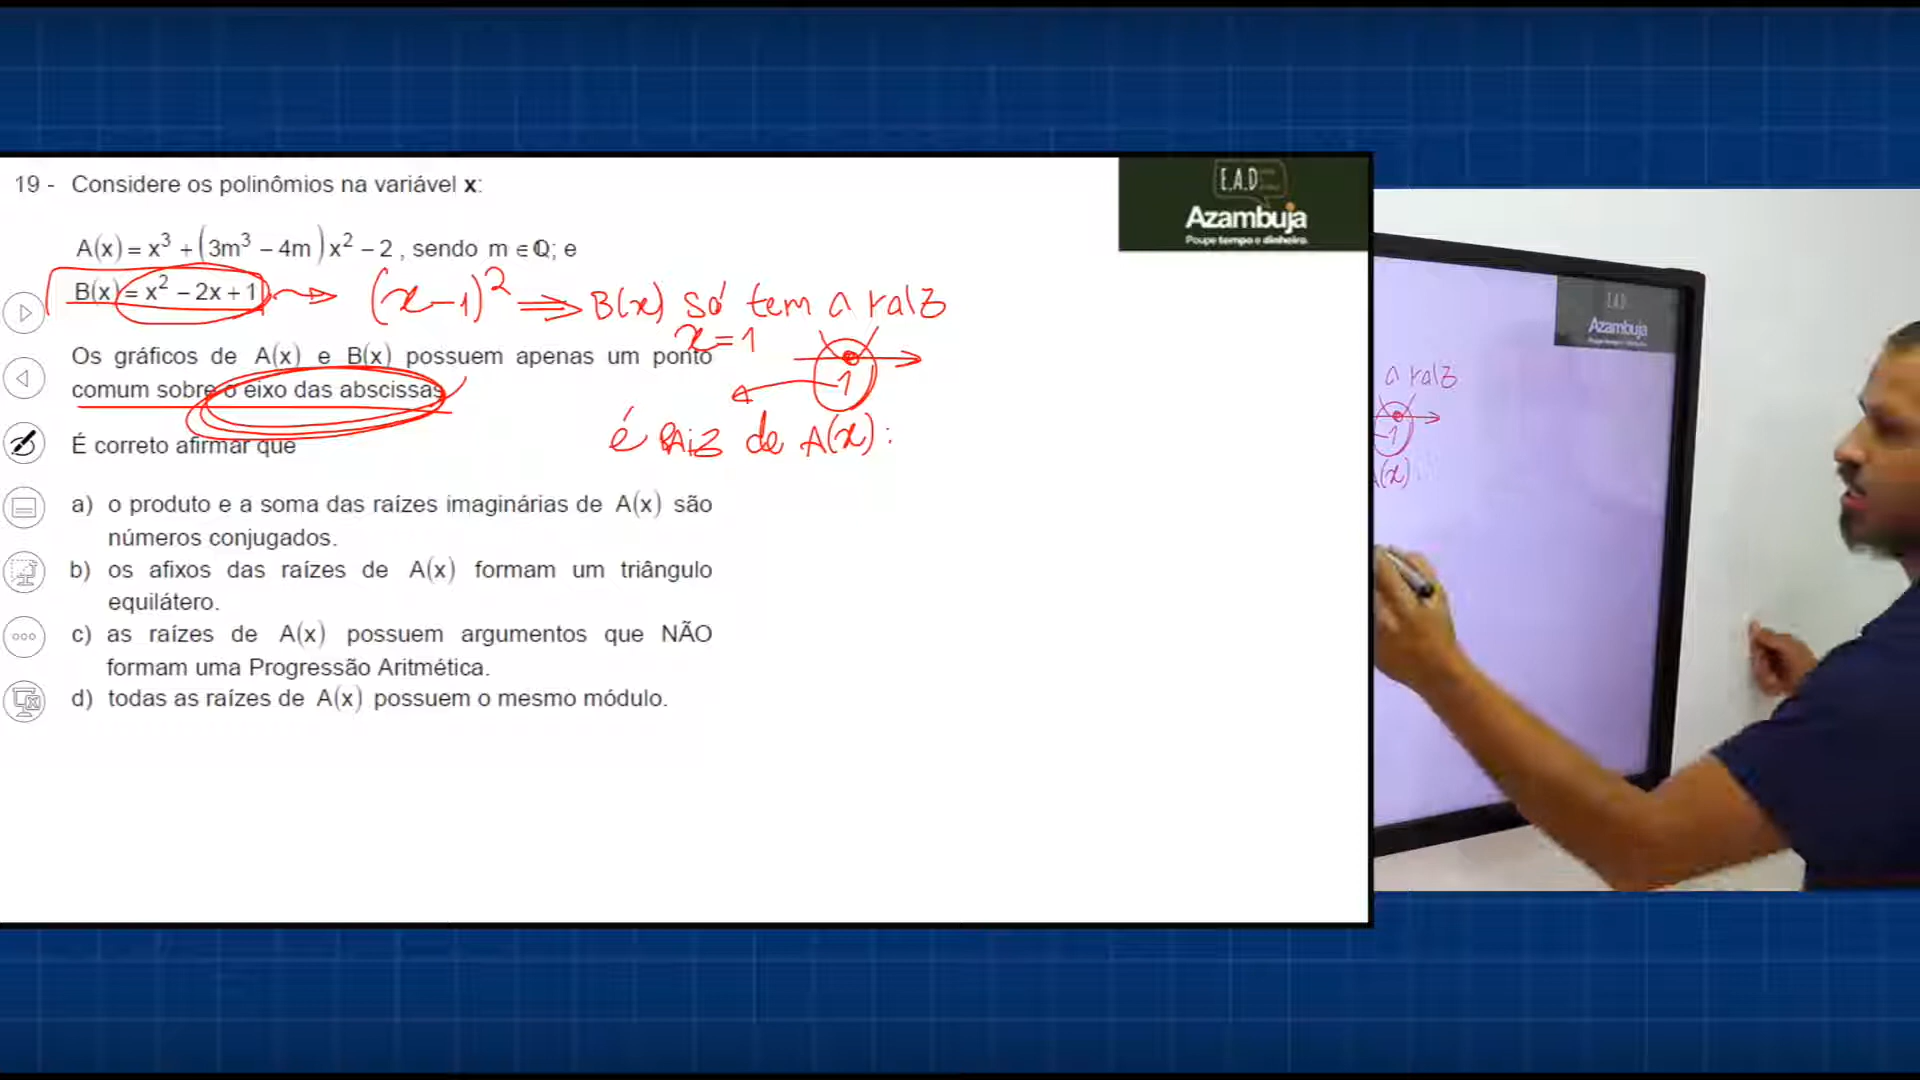 19 - Considere os polinômios na variável x:
A(x) = x³ + (3m³ – 4m)x² – 2, sendo m ∈ Q; e
B(x) = x² – 2x + 1
(x–1)² ⇒ B(x) só tem a raiz
x=1
Os gráficos de A(x) e B(x) possuem apenas um ponto
comum sobre o eixo das abscissas
1
é RAIZ de A(x):
É correto afirmar que
a) o produto e a soma das raízes imaginárias de A(x) são
números conjugados.
b) os afixos das raízes de A(x) formam um triângulo
equilátero.
c) as raízes de A(x) possuem argumentos que NÃO
formam uma Progressão Aritmética.
d) todas as raízes de A(x) possuem o mesmo módulo.
E.A.D
Azambuja
Poupe tempo e dinheiro.
E.A.D
Azambuja
a raiz
1
(x)